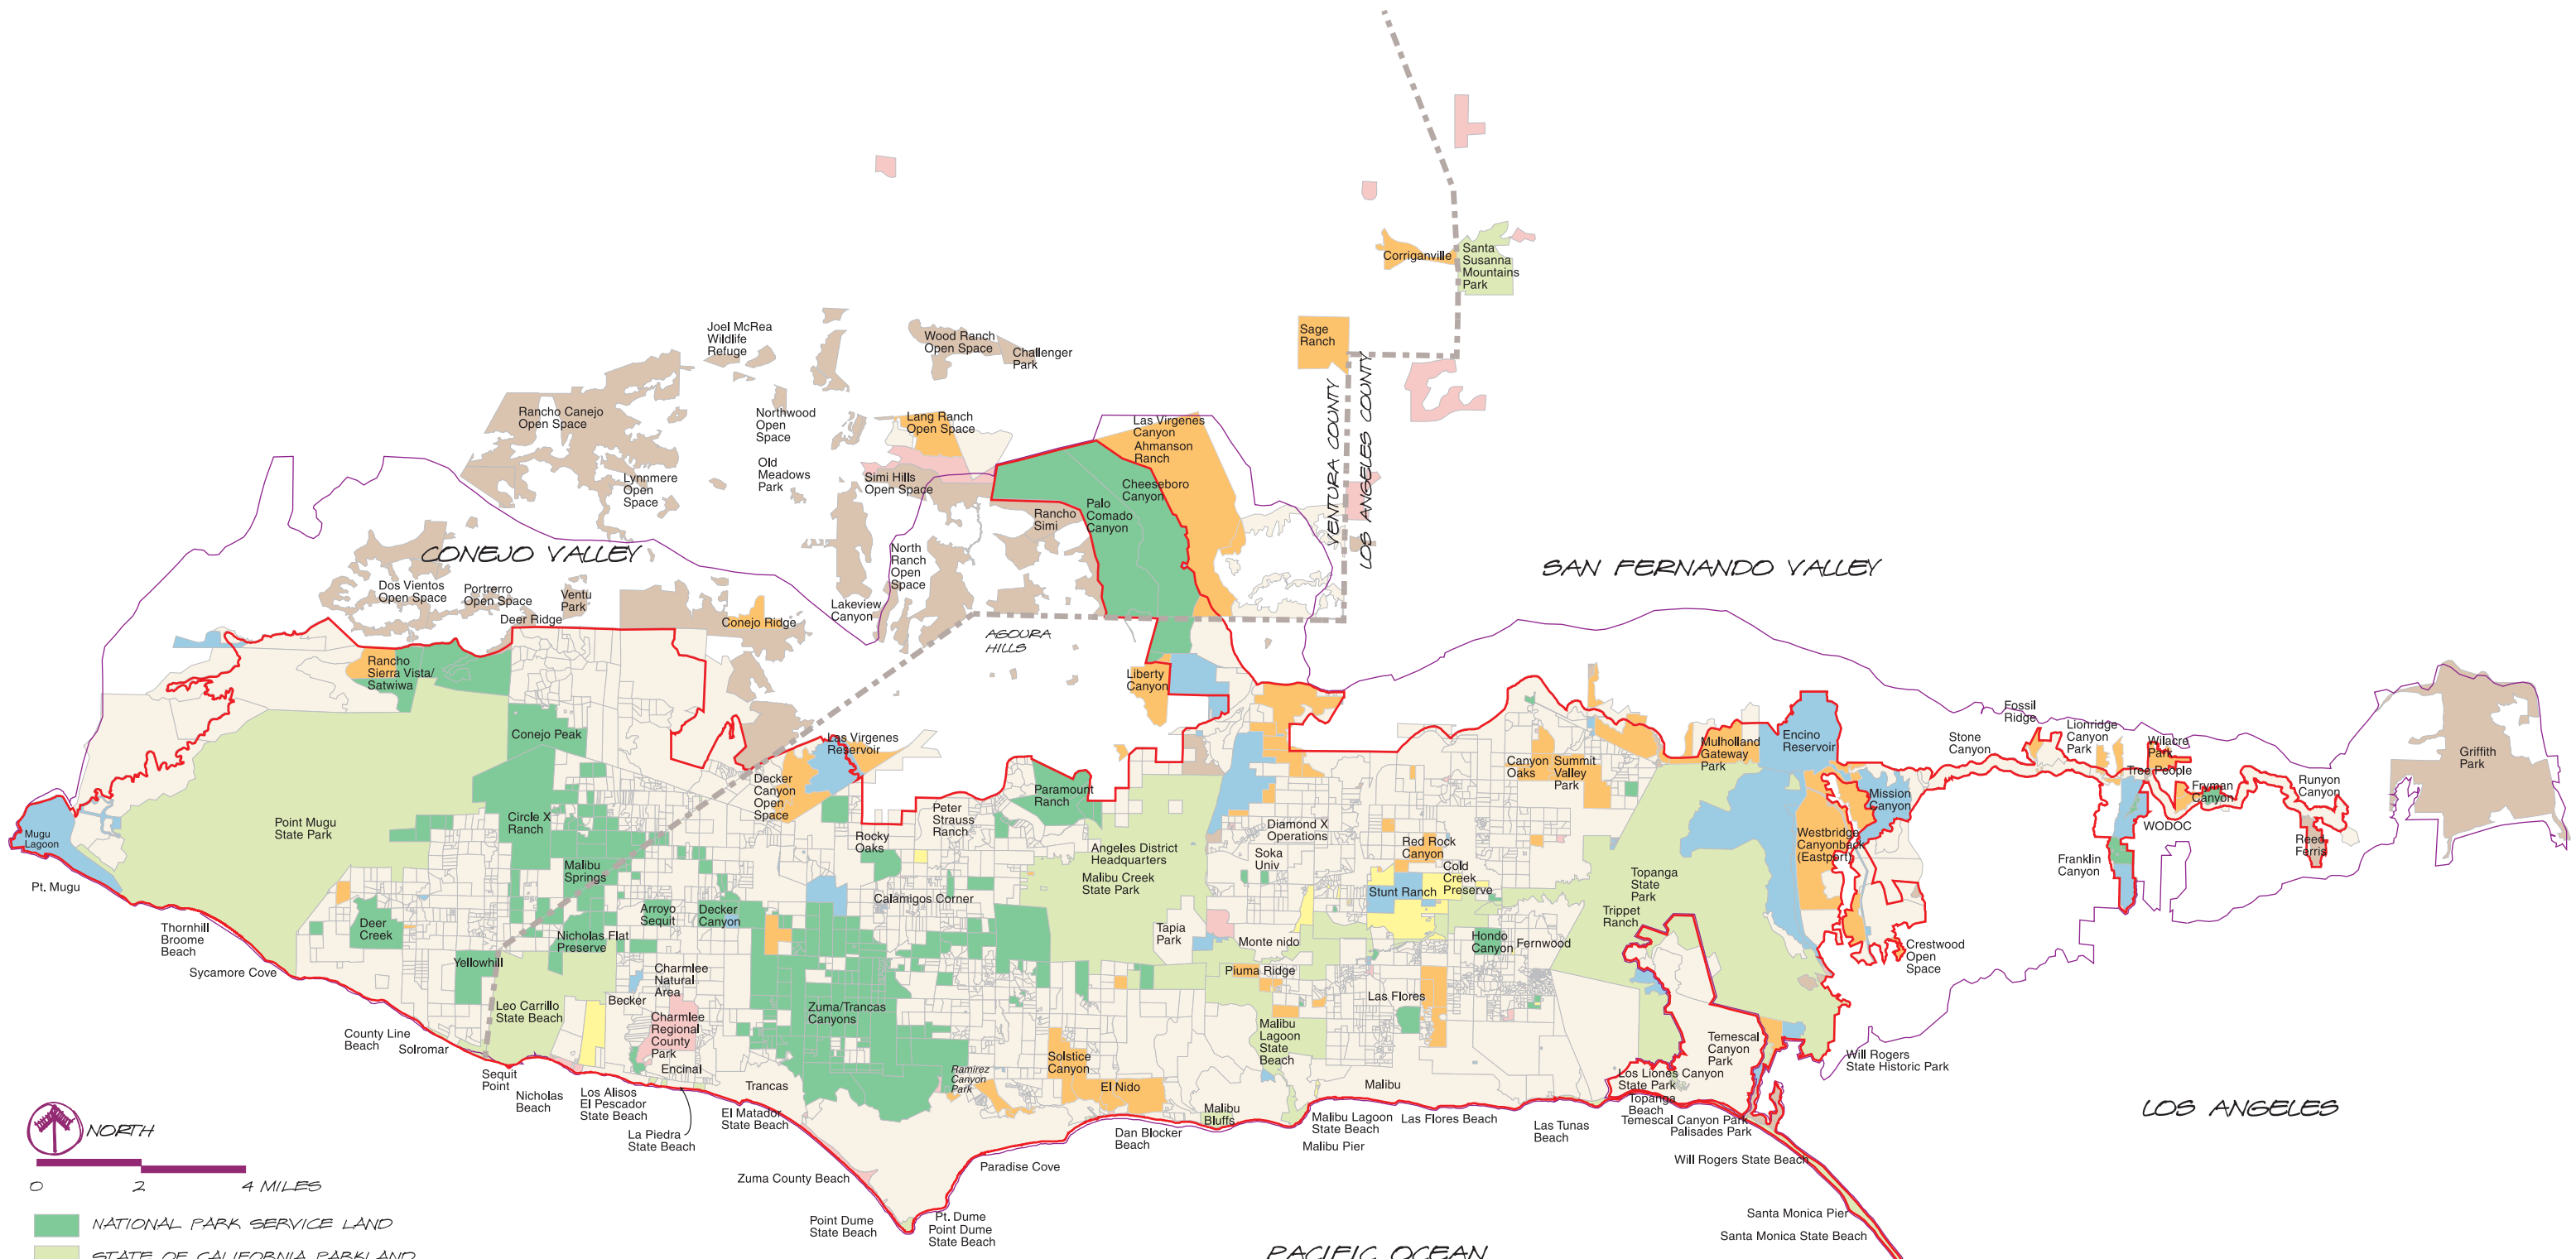 Corriganville
Santa
Susanna
Mountains
Park
Sage
Ranch
Joel McRea
Wildlife
Refuge
Wood Ranch
Open Space
Challenger
Park
VENTURA COUNTY
LOS ANGELES COUNTY
Rancho Canejo
Open Space
Northwood
Open
Space
Lang Ranch
Open Space
Las Virgenes
Canyon
Ahmanson
Ranch
Old
Meadows
Park
Lynnmere
Open
Space
Simi Hills
Open Space
Cheeseboro
Canyon
Palo
Comado
Canyon
Rancho
Simi
CONEJO VALLEY
North
Ranch
Open
Space
SAN FERNANDO VALLEY
Dos Vientos
Open Space
Portrerro
Open Space
Ventu
Park
Deer Ridge
Lakeview
Canyon
Conejo Ridge
AGOURA
HILLS
Rancho
Sierra Vista/
Satwiwa
Liberty
Canyon
Conejo Peak
Las Virgenes
Reservoir
Fossil
Ridge
Lionridge
Canyon
Park
Stone
Canyon
Wilacre
Park
Tree People
Fryman
Canyon
Runyon
Canyon
Griffith
Park
Mulholland
Gateway
Park
Encino
Reservoir
Canyon
Oaks
Summit
Valley
Park
Mission
Canyon
Decker
Canyon
Open
Space
Paramount
Ranch
Peter
Strauss
Ranch
Circle X
Ranch
Point Mugu
State Park
Mugu
Lagoon
Rocky
Oaks
Diamond X
Operations
Red Rock
Canyon
Westbridge
Canyonback
(Eastport)
WODOC
Reed
Ferris
Franklin
Canyon
Angeles District
Headquarters
Malibu Creek
State Park
Soka
Univ
Cold
Creek
Preserve
Stunt Ranch
Topanga
State
Park
Malibu
Springs
Pt. Mugu
Calamigos Corner
Arroyo
Sequit
Decker
Canyon
Trippet
Ranch
Deer
Creek
Nicholas Flat
Preserve
Tapia
Park
Monte nido
Hondo
Canyon
Fernwood
Crestwood
Open
Space
Thornhill
Broome
Beach
Sycamore Cove
Yellowhill
Charmlee
Natural
Area
Piuma Ridge
Las Flores
Leo Carrillo
State Beach
Becker
Charmlee
Regional
County
Park
Zuma/Trancas
Canyons
Malibu
Lagoon
State
Beach
Temescal
Canyon
Park
County Line
Beach
Solromar
Solstice
Canyon
Will Rogers
State Historic Park
Encinal
Ramirez
Canyon
Park
El Nido
Los Liones Canyon
State Park
Sequit
Point
Trancas
Malibu
Nicholas
Beach
Los Alisos
El Pescador
State Beach
El Matador
State Beach
Malibu
Bluffs
Malibu Lagoon
State Beach
Las Flores Beach
Topanga
Beach
Temescal Canyon Park
Palisades Park
LOS ANGELES
NORTH
La Piedra
State Beach
Dan Blocker
Beach
Malibu Pier
Las Tunas
Beach
Zuma County Beach
Paradise Cove
Will Rogers State Beach
0 2 4 MILES
Point Dume
State Beach
Pt. Dume
Point Dume
State Beach
Santa Monica Pier
Santa Monica State Beach
NATIONAL PARK SERVICE LAND
STATE OF CALIFORNIA PARKLAND
PACIFIC OCEAN